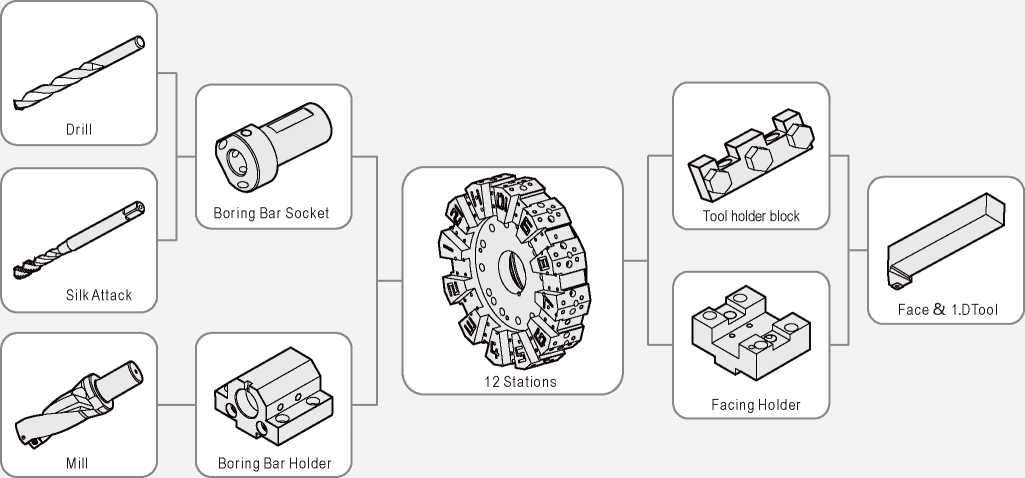 Drill
Silk Attack
Mill
Boring Bar Socket
Boring Bar Holder
12 Stations
Tool holder block
Facing Holder
Face & 1.DTool